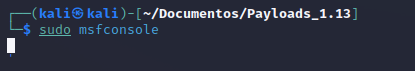 ┌──(kali㉿kali)-[~/Documentos/Payloads_1.13]
└─$ sudo msfconsole